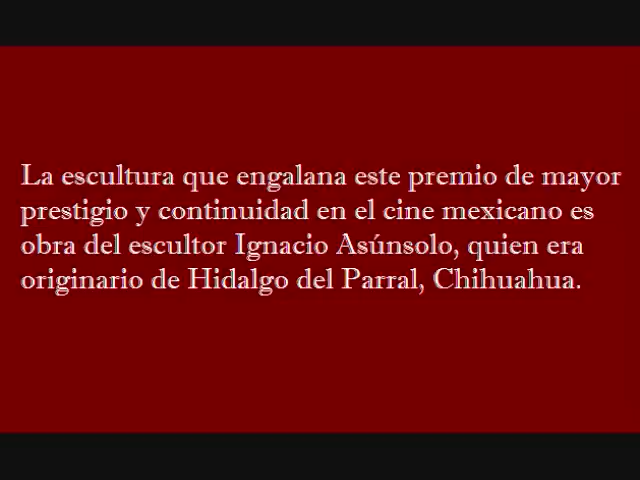 La escultura que engalana este premio de mayor
prestigio y continuidad en el cine mexicano es
obra del escultor Ignacio Asúnsolo, quien era
originario de Hidalgo del Parral, Chihuahua.